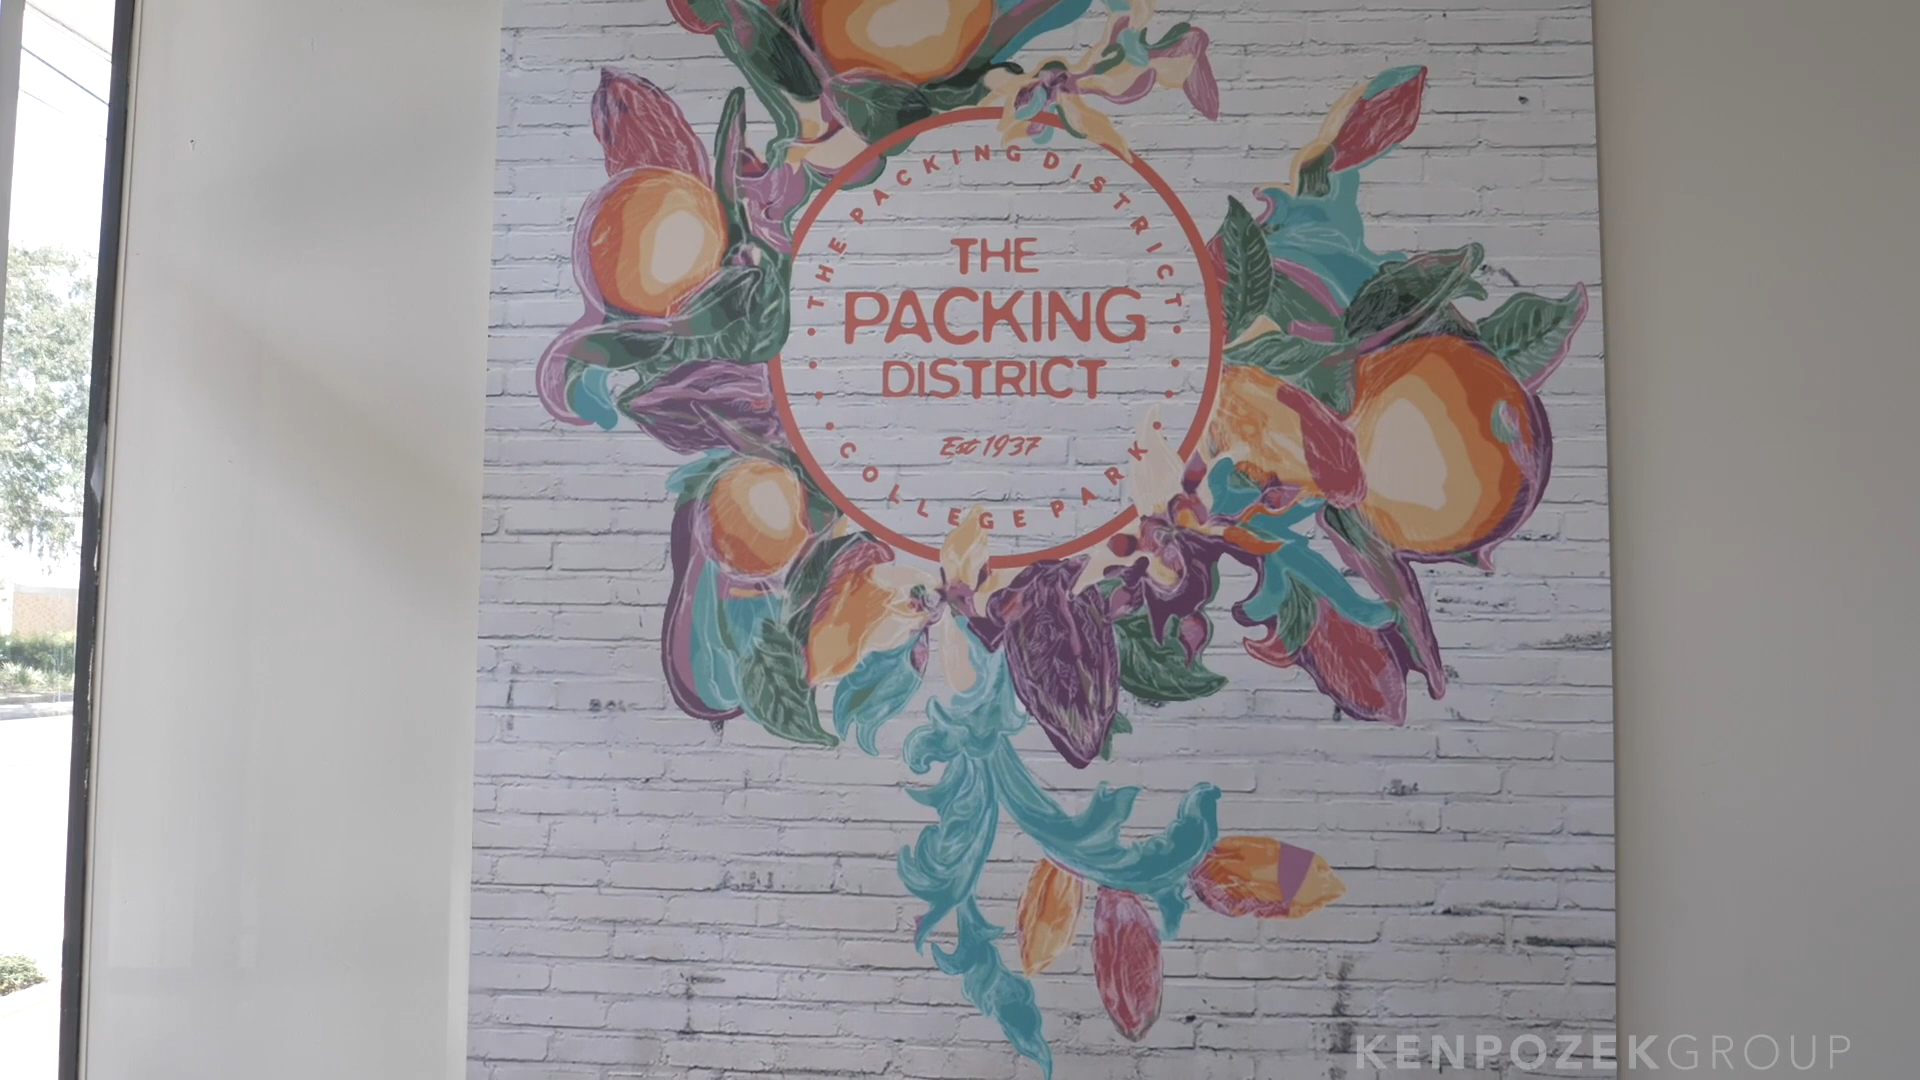 THE PACKING DISTRICT
THE
PACKING
DISTRICT
Est 1937
COLLEGE PARK
KENPOZEKGROUP